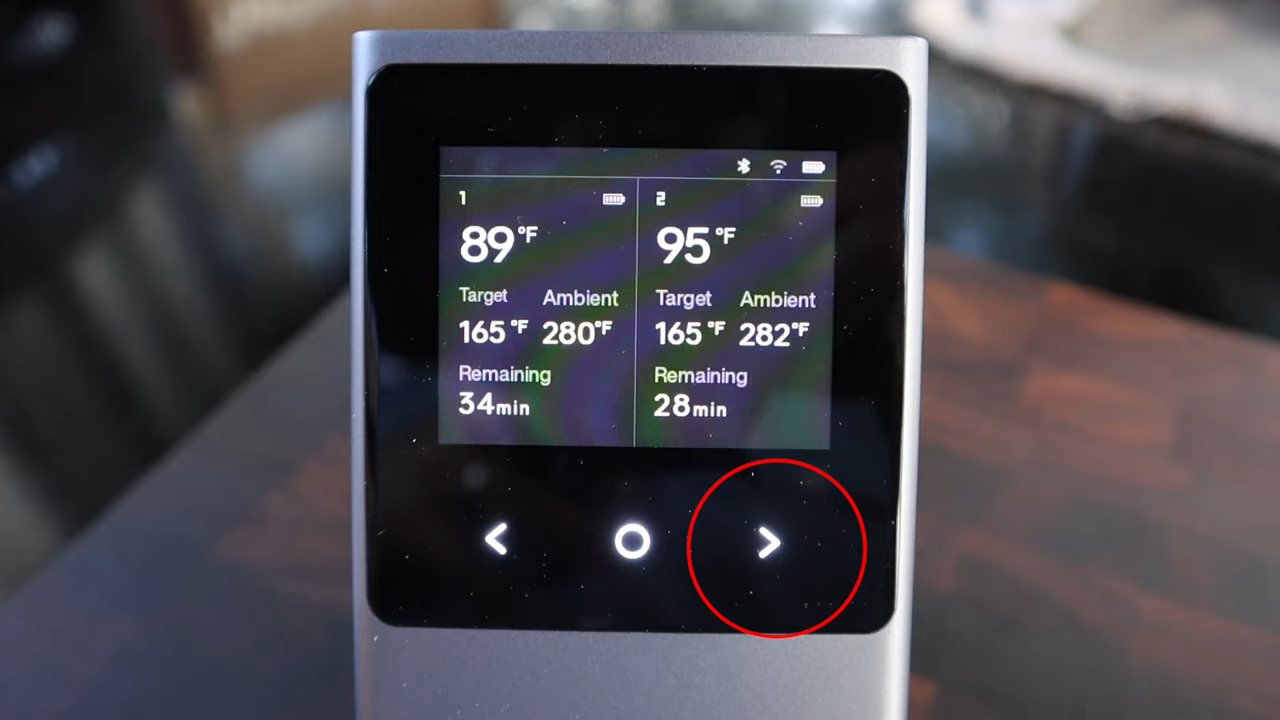 1
89°F
Target Ambient
165°F 280°F
Remaining
34min
2
95°F
Target Ambient
165°F 282°F
Remaining
28min